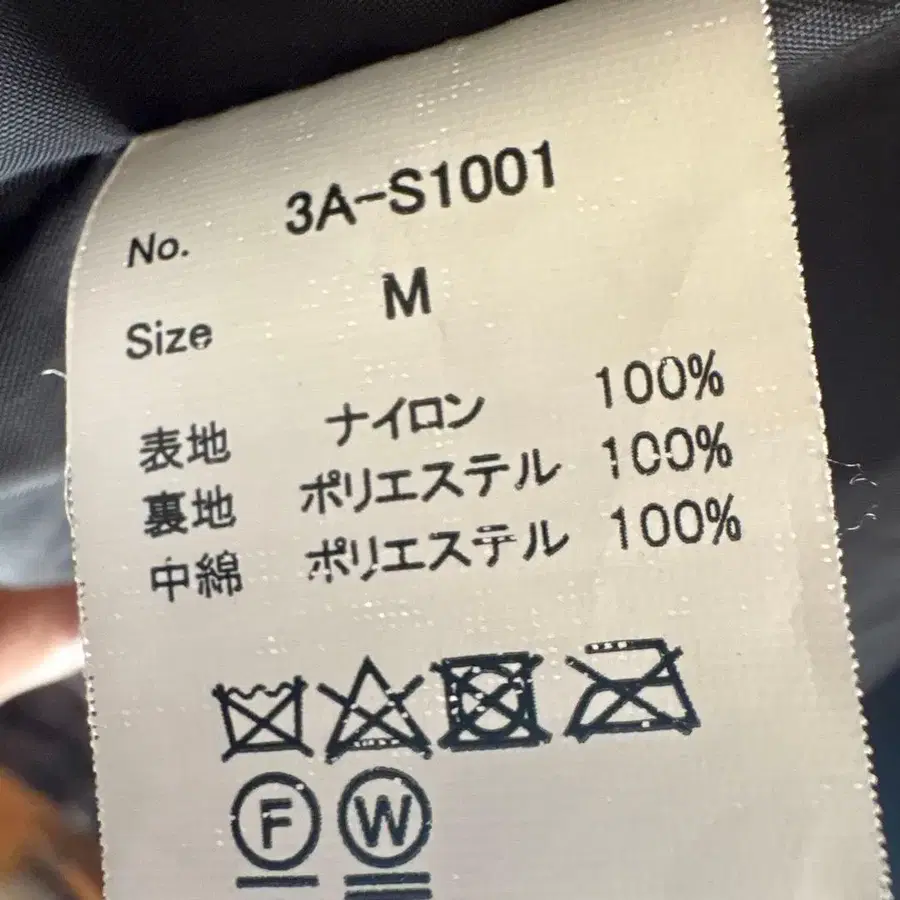 No. 3A-S1001
Size M
表地 ナイロン 100%
裏地 ポリエステル 100%
中綿 ポリエステル 100%
F W